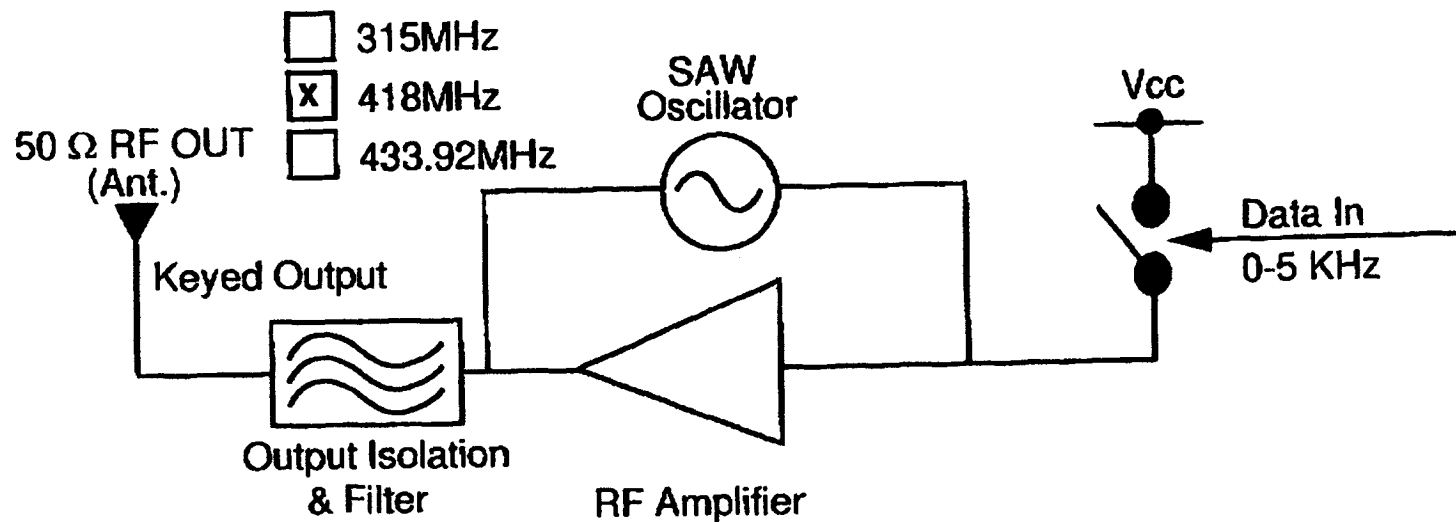 315MHz
X 418MHz
433.92MHz
SAW
Oscillator
Vcc
50 Ω RF OUT
(Ant.)
Data In
0-5 KHz
Keyed Output
Output Isolation
& Filter
RF Amplifier